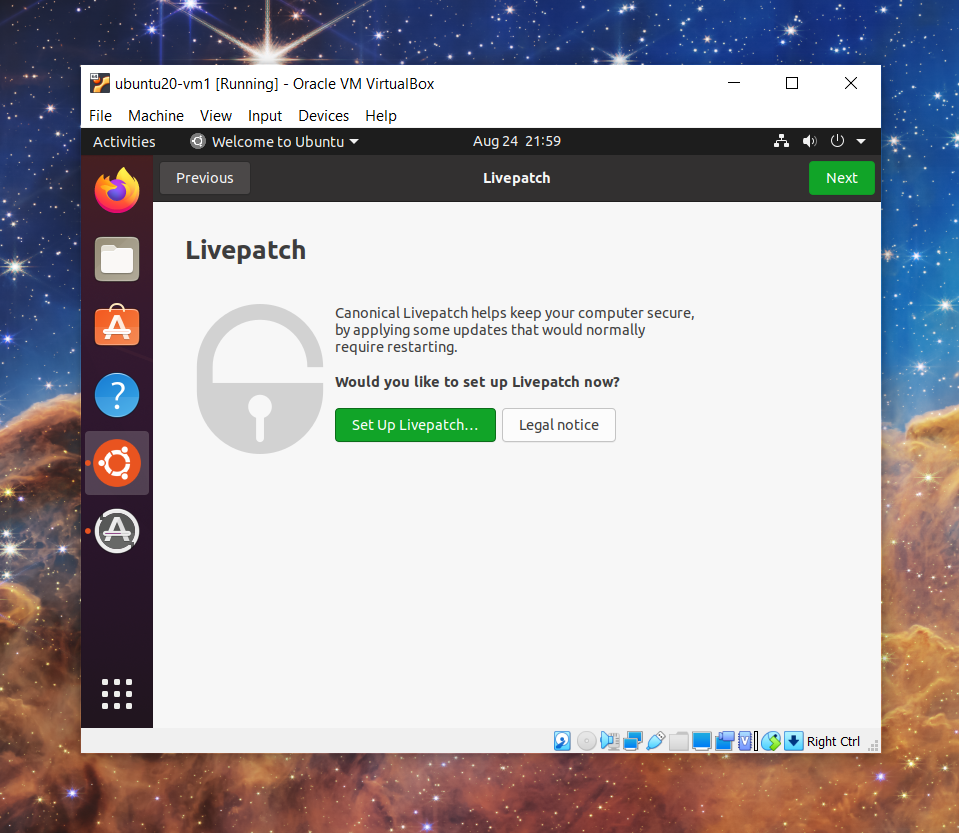 ubuntu20-vm1 [Running] - Oracle VM VirtualBox
File Machine View Input Devices Help
Activities Welcome to Ubuntu Aug 24 21:59
Previous Livepatch Next
Livepatch
Canonical Livepatch helps keep your computer secure,
by applying some updates that would normally
require restarting.
Would you like to set up Livepatch now?
Set Up Livepatch... Legal notice
Right Ctrl